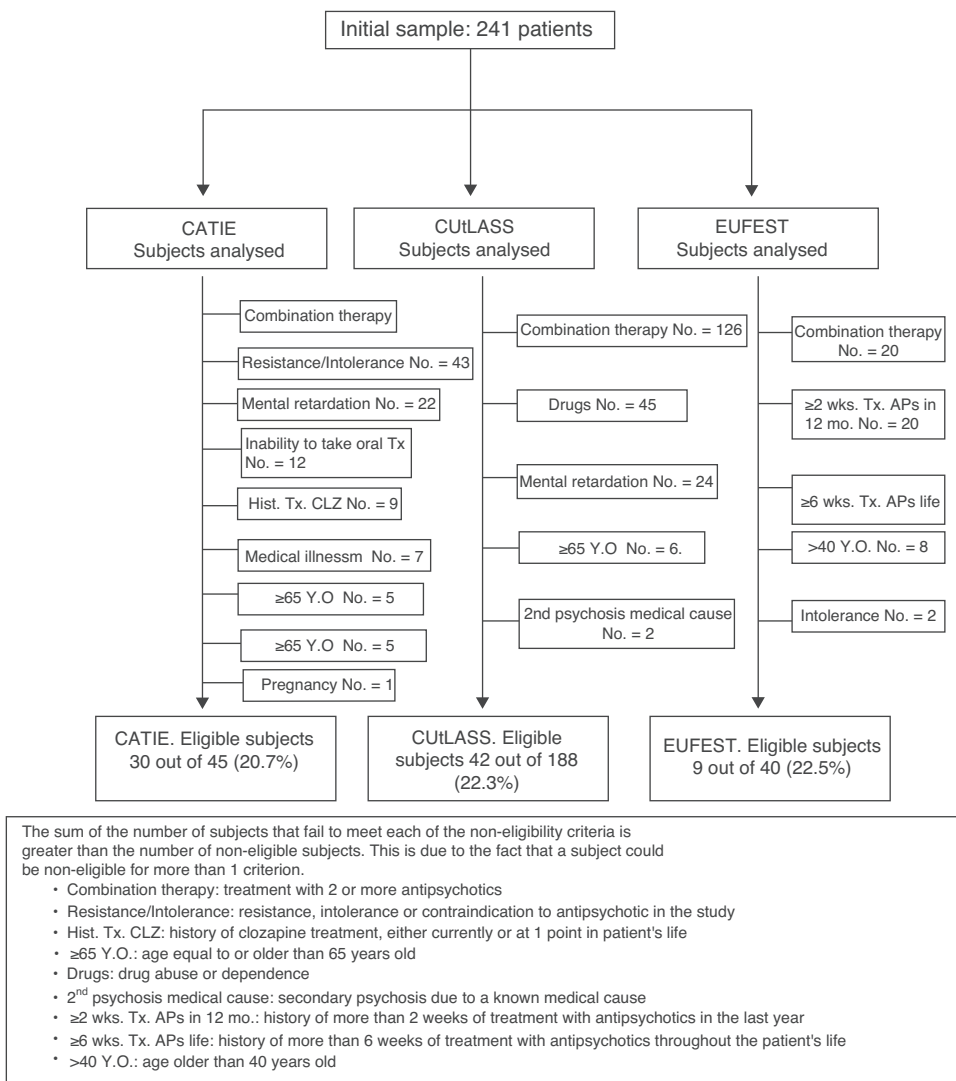 Initial sample: 241 patients
CATIE
Subjects analysed
Combination therapy
Resistance/Intolerance No. = 43
Mental retardation No. = 22
Inability to take oral Tx
No. = 12
Hist. Tx. CLZ No. = 9
Medical illnessm No. = 7
≥65 Y.O No. = 5
≥65 Y.O No. = 5
Pregnancy No. = 1
CATIE. Eligible subjects
30 out of 45 (20.7%)
CUtLASS
Subjects analysed
Combination therapy No. = 126
Drugs No. = 45
Mental retardation No. = 24
≥65 Y.O No. = 6.
2nd psychosis medical cause
No. = 2
CUtLASS. Eligible
subjects 42 out of 188
(22.3%)
EUFEST
Subjects analysed
Combination therapy
No. = 20
≥2 wks. Tx. APs in
12 mo. No. = 20
≥6 wks. Tx. APs life
>40 Y.O. No. = 8
Intolerance No. = 2
EUFEST. Eligible subjects
9 out of 40 (22.5%)
The sum of the number of subjects that fail to meet each of the non-eligibility criteria is
greater than the number of non-eligible subjects. This is due to the fact that a subject could
be non-eligible for more than 1 criterion.
• Combination therapy: treatment with 2 or more antipsychotics
• Resistance/Intolerance: resistance, intolerance or contraindication to antipsychotic in the study
• Hist. Tx. CLZ: history of clozapine treatment, either currently or at 1 point in patient's life
• ≥65 Y.O.: age equal to or older than 65 years old
• Drugs: drug abuse or dependence
• 2nd psychosis medical cause: secondary psychosis due to a known medical cause
• ≥2 wks. Tx. APs in 12 mo.: history of more than 2 weeks of treatment with antipsychotics in the last year
• ≥6 wks. Tx. APs life: history of more than 6 weeks of treatment with antipsychotics throughout the patient's life
• >40 Y.O.: age older than 40 years old